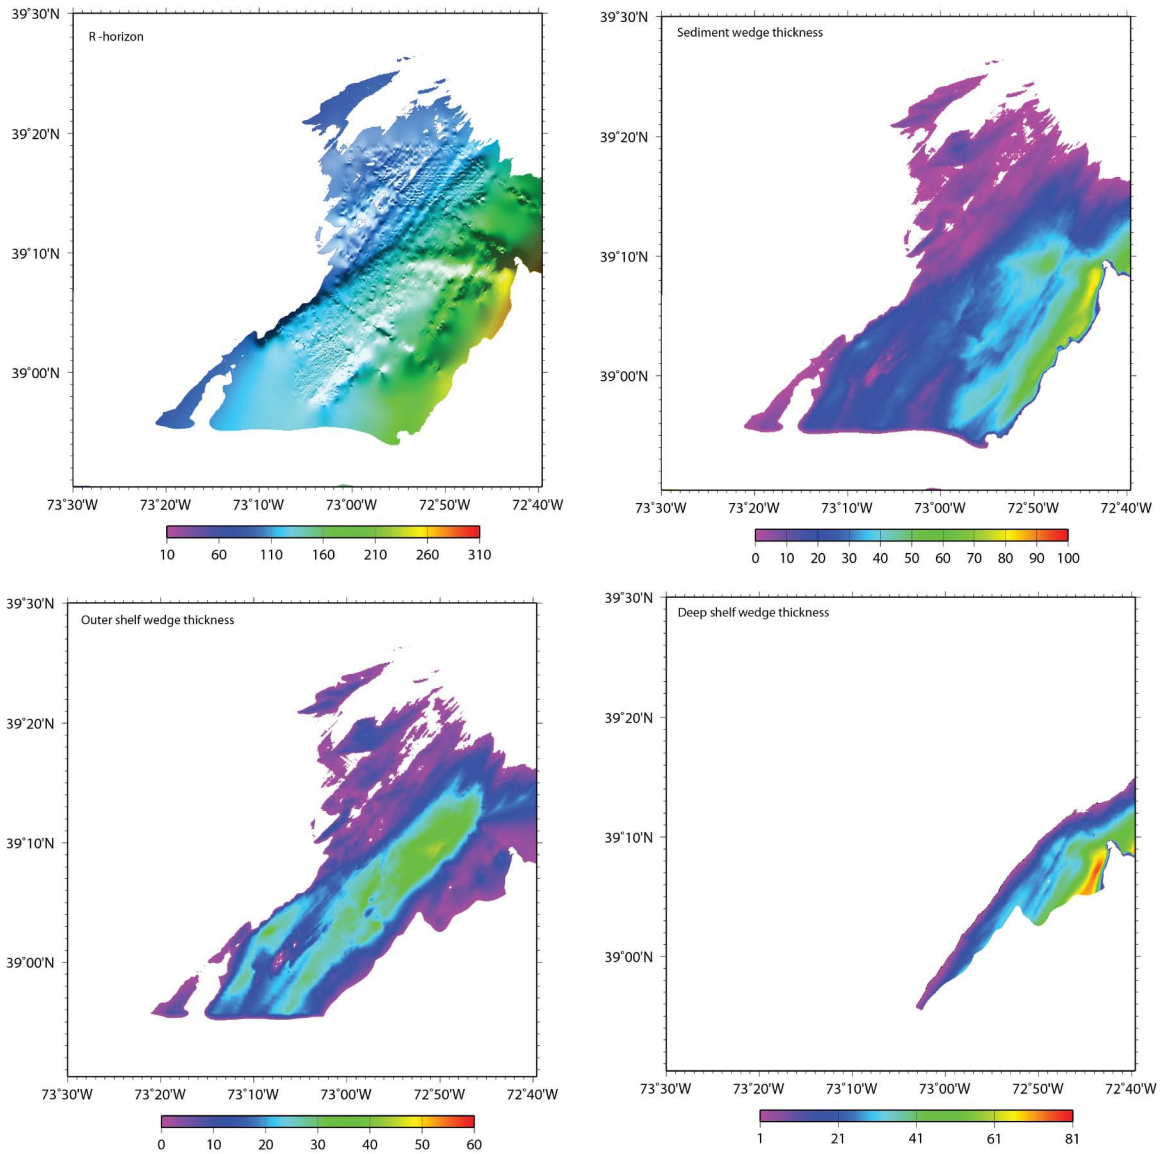 39°30'N
R -horizon
39°20'N
39°10'N
39°00'N
73°30'W 73°20'W 73°10'W 73°00'W 72°50'W 72°40'W
10 60 110 160 210 260 310
39°30'N
Sediment wedge thickness
39°20'N
39°10'N
39°00'N
73°30'W 73°20'W 73°10'W 73°00'W 72°50'W 72°40'W
0 10 20 30 40 50 60 70 80 90 100
39°30'N
Outer shelf wedge thickness
39°20'N
39°10'N
39°00'N
73°30'W 73°20'W 73°10'W 73°00'W 72°50'W 72°40'W
0 10 20 30 40 50 60
39°30'N
Deep shelf wedge thickness
39°20'N
39°10'N
39°00'N
73°30'W 73°20'W 73°10'W 73°00'W 72°50'W 72°40'W
1 21 41 61 81